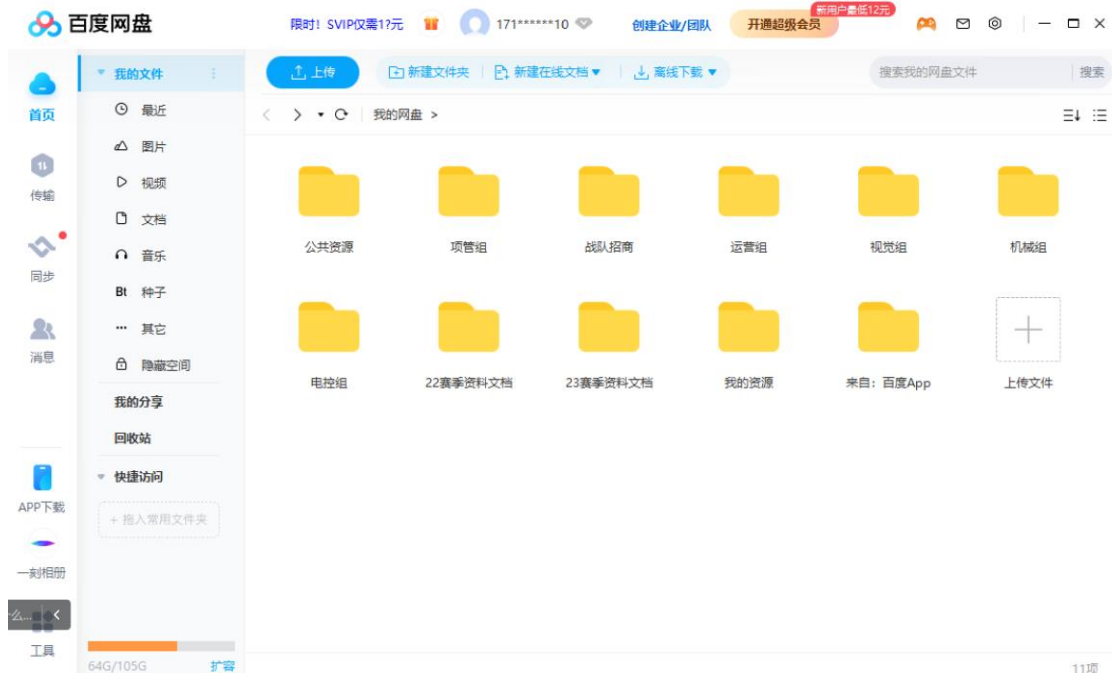 百度网盘
限时！SVIP仅需1?元
171******10
创建企业/团队
开通超级会员
新用户最低12元
首页
传输
同步
消息
APP下载
一刻相册
么...
工具
我的文件
最近
图片
视频
文档
音乐
Bt 种子
其它
隐藏空间
我的分享
回收站
快捷访问
+ 拖入常用文件夹
64G/105G
扩容
上传
新建文件夹
新建在线文档
离线下载
搜索我的网盘文件
搜索
我的网盘 >
公共资源
项管组
战队招商
运营组
视觉组
机械组
电控组
22赛季资料文档
23赛季资料文档
我的资源
来自：百度App
上传文件
11项